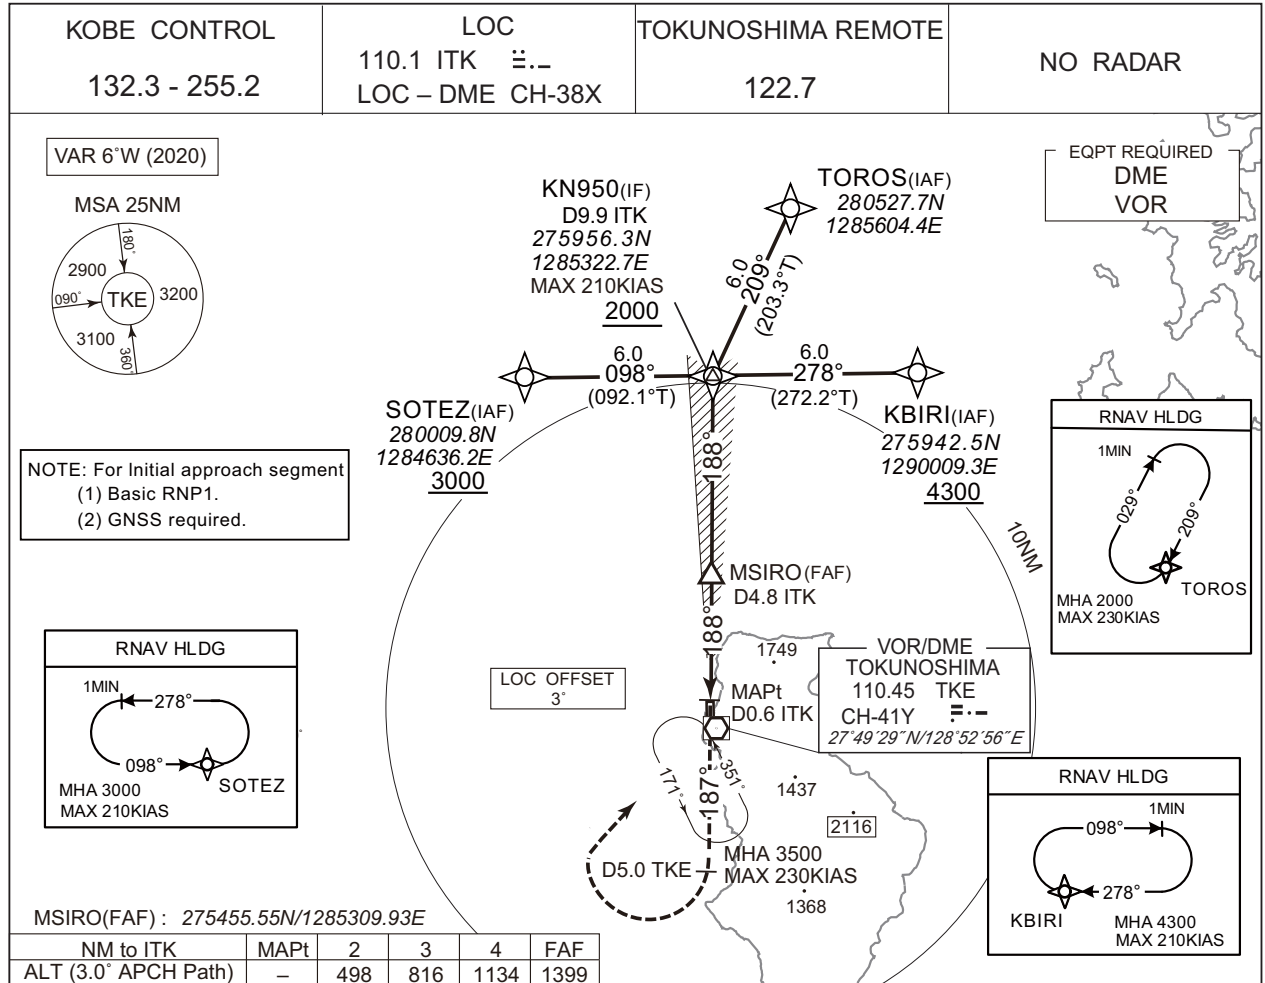 KOBE CONTROL
132.3 - 255.2
LOC
110.1 ITK
LOC – DME CH-38X
TOKUNOSHIMA REMOTE
122.7
NO RADAR
VAR 6°W (2020)
MSA 25NM
180°
2900
090°
TKE
3200
3100
360°
EQPT REQUIRED
DME
VOR
KN950(IF)
D9.9 ITK
275956.3N
1285322.7E
MAX 210KIAS
2000
TOROS(IAF)
280527.7N
1285604.4E
6.0
209°
(203.3°T)
6.0
098°
(092.1°T)
6.0
278°
(272.2°T)
SOTEZ(IAF)
280009.8N
1284636.2E
3000
KBIRI(IAF)
275942.5N
1290009.3E
4300
188°
10NM
NOTE: For Initial approach segment
(1) Basic RNP1.
(2) GNSS required.
RNAV HLDG
1MIN
029°
209°
TOROS
MHA 2000
MAX 230KIAS
MSIRO(FAF)
D4.8 ITK
188°
RNAV HLDG
1MIN
278°
098°
SOTEZ
MHA 3000
MAX 210KIAS
LOC OFFSET
3°
1749
MAPt
D0.6 ITK
VOR/DME
TOKUNOSHIMA
110.45 TKE
CH-41Y
27°49′29″N/128°52′56″E
171°
351°
187°
1437
2116
D5.0 TKE
MHA 3500
MAX 230KIAS
1368
RNAV HLDG
1MIN
098°
278°
KBIRI
MHA 4300
MAX 210KIAS
MSIRO(FAF) : 275455.55N/1285309.93E
NM to ITK MAPt 2 3 4 FAF
ALT (3.0° APCH Path) – 498 816 1134 1399